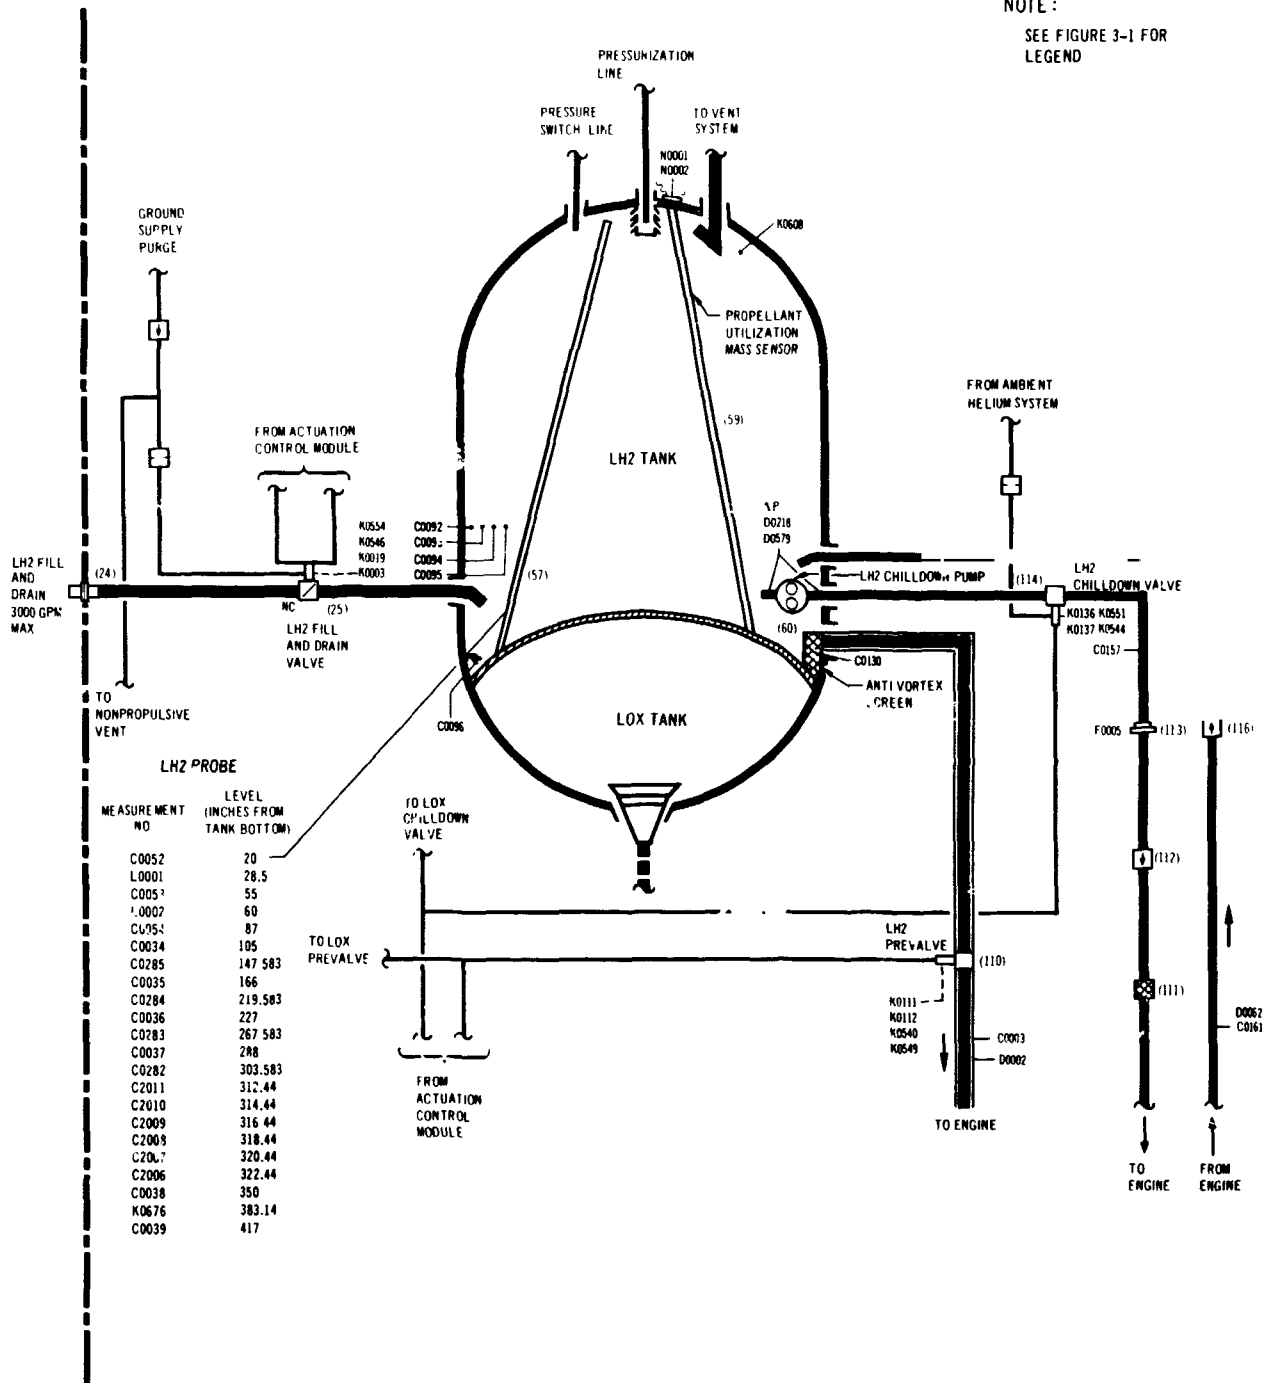 NOTE :
SEE FIGURE 3-1 FOR
LEGEND
PRESSURIZATION
LINE
PRESSURE
SWITCH LINE
TO VENT
SYSTEM
N0001
N0002
K0608
GROUND
SUPPLY
PURGE
PROPELLANT
UTILIZATION
MASS SENSOR
FROM AMBIENT
HELIUM SYSTEM
(59)
FROM ACTUATION
CONTROL MODULE
LH2 TANK
K0554
K0546
K0019
K0003
C0092
C0094
C0095
(57)
D0218
D0579
LH2 CHILLDOWN PUMP
(114)
LH2
CHILLDOWN VALVE
LH2 FILL
AND
DRAIN
3000 GPM
MAX
(24)
NC
(25)
LH2 FILL
AND DRAIN
VALVE
(60)
K0136 K0551
K0137 K0544
C0157
C0130
ANTI VORTEX
TO
NONPROPULSIVE
VENT
C0096
LOX TANK
F0005
(113)
(116)
LH2 PROBE
MEASUREMENT
NO
LEVEL
(INCHES FROM
TANK BOTTOM)
C0052 20
L0001 28.5
55
60
87
C0034 105
C0285 147 583
C0035 166
C0284 219.583
C0036 227
C0283 267 583
C0037 288
C0282 303.583
C2011 312.44
C2010 314.44
C2009 316 44
C2008 318.44
320.44
C2006 322.44
C0038 350
K0676 383.14
C0039 417
TO LOX
CHILLDOWN
VALVE
(112)
TO LOX
PREVALVE
LH2
PREVALVE
(110)
(111)
K0111
K0112
K0540
K0549
C0003
D0002
D0062
C0161
FROM
ACTUATION
CONTROL
MODULE
TO ENGINE
TO
ENGINE
FROM
ENGINE